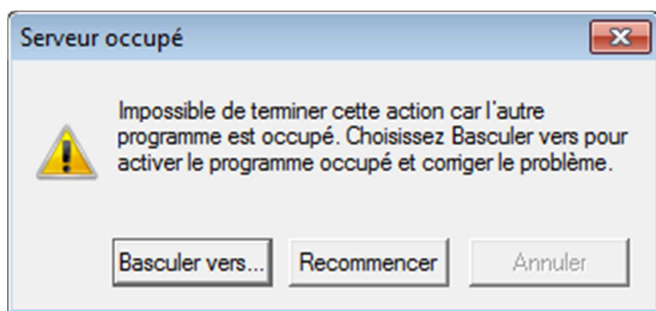 Serveur occupé
Impossible de terminer cette action car l'autre
programme est occupé. Choisissez Basculer vers pour
activer le programme occupé et corriger le problème.
Basculer vers... Recommencer Annuler